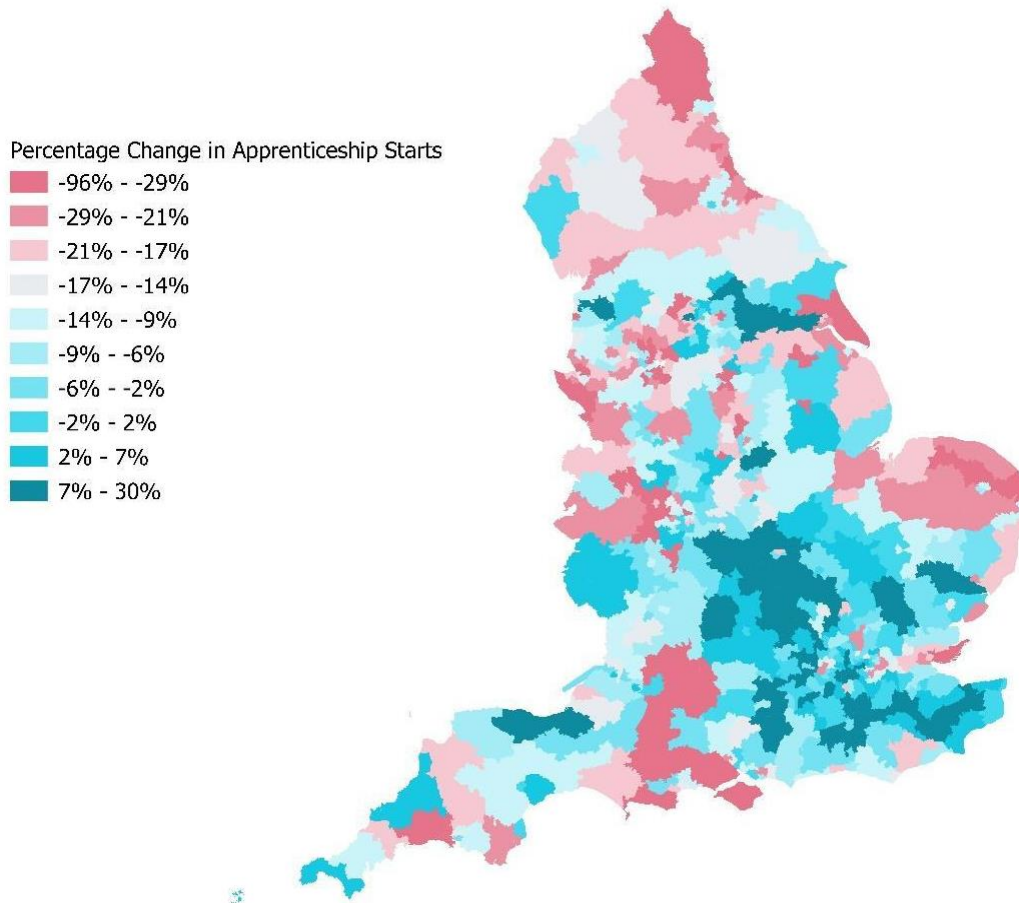 Percentage Change in Apprenticeship Starts
-96% - -29%
-29% - -21%
-21% - -17%
-17% - -14%
-14% - -9%
-9% - -6%
-6% - -2%
-2% - 2%
2% - 7%
7% - 30%